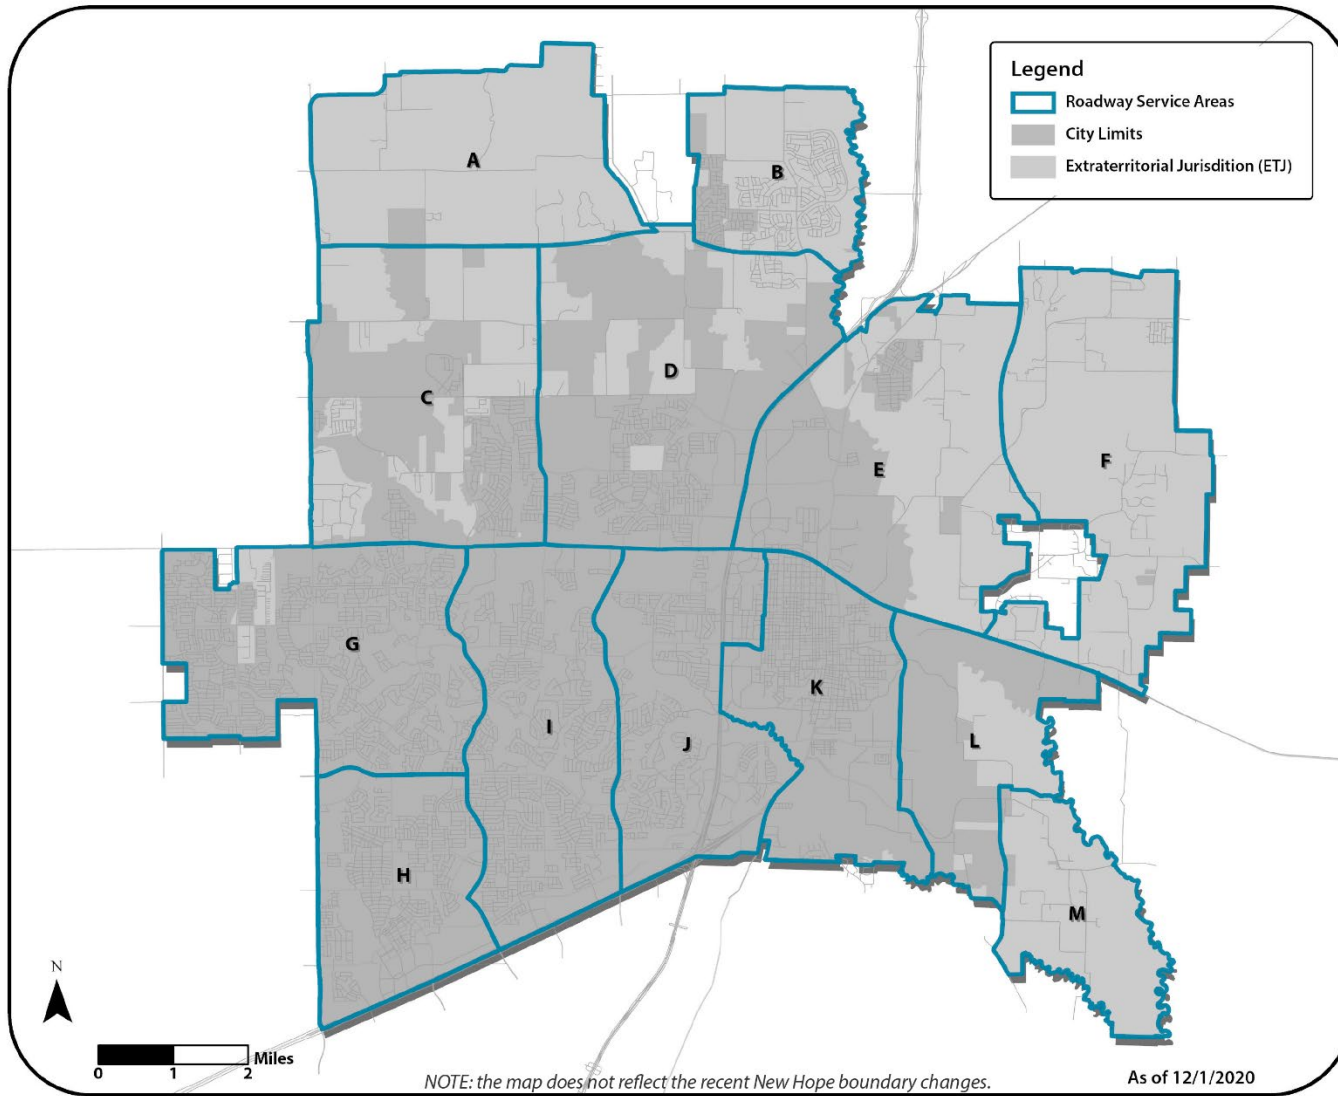 Legend
Roadway Service Areas
City Limits
Extraterritorial Jurisdition (ETJ)
A
B
C
D
E
F
G
H
I
J
K
L
M
N
0 1 2 Miles
NOTE: the map does not reflect the recent New Hope boundary changes.
As of 12/1/2020